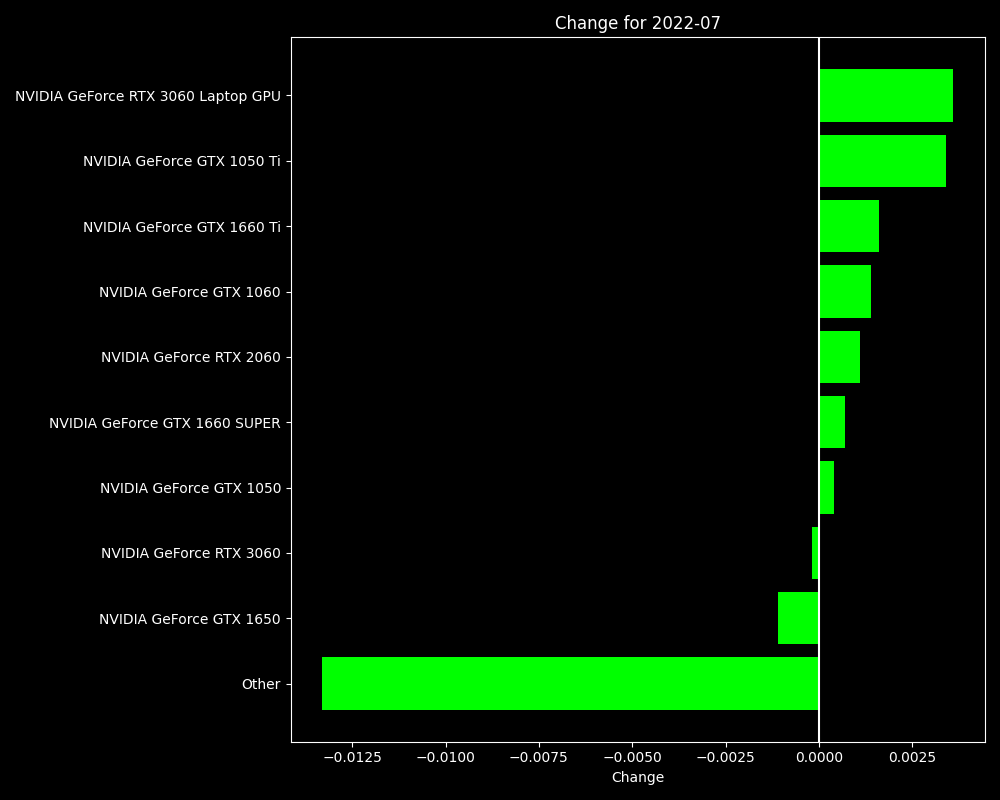 Change for 2022-07
NVIDIA GeForce RTX 3060 Laptop GPU
NVIDIA GeForce GTX 1050 Ti
NVIDIA GeForce GTX 1660 Ti
NVIDIA GeForce GTX 1060
NVIDIA GeForce RTX 2060
NVIDIA GeForce GTX 1660 SUPER
NVIDIA GeForce GTX 1050
NVIDIA GeForce RTX 3060
NVIDIA GeForce GTX 1650
Other
−0.0125 −0.0100 −0.0075 −0.0050 −0.0025 0.0000 0.0025
Change